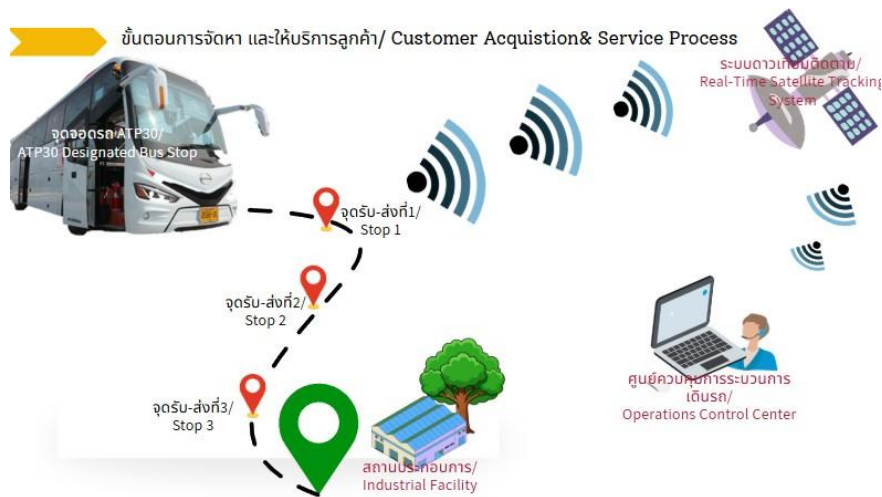 ขั้นตอนการจัดหา และให้บริการลูกค้า/ Customer Acquistion& Service Process
ระบบดาวเทียมติดตาม/
Real-Time Satellite Tracking
System
จุดจอดรถ ATP30/
ATP30 Designated Bus Stop
จุดรับ-ส่งที่1/
Stop 1
จุดรับ-ส่งที่2/
Stop 2
จุดรับ-ส่งที่3/
Stop 3
ศูนย์ควบคุมการระบวนการ
เดินรถ/
Operations Control Center
สถานประกอบการ/
Industrial Facility